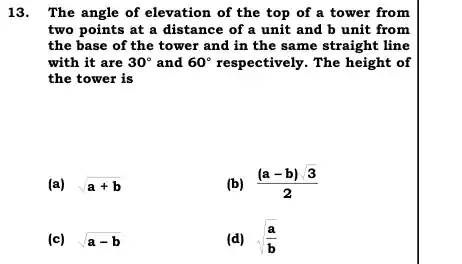 13. The angle of elevation of the top of a tower from
two points at a distance of a unit and b unit from
the base of the tower and in the same straight line
with it are 30° and 60° respectively. The height of
the tower is
(a) √(a + b)
(b) (a – b)√3 / 2
(c) √(a – b)
(d) √(a/b)